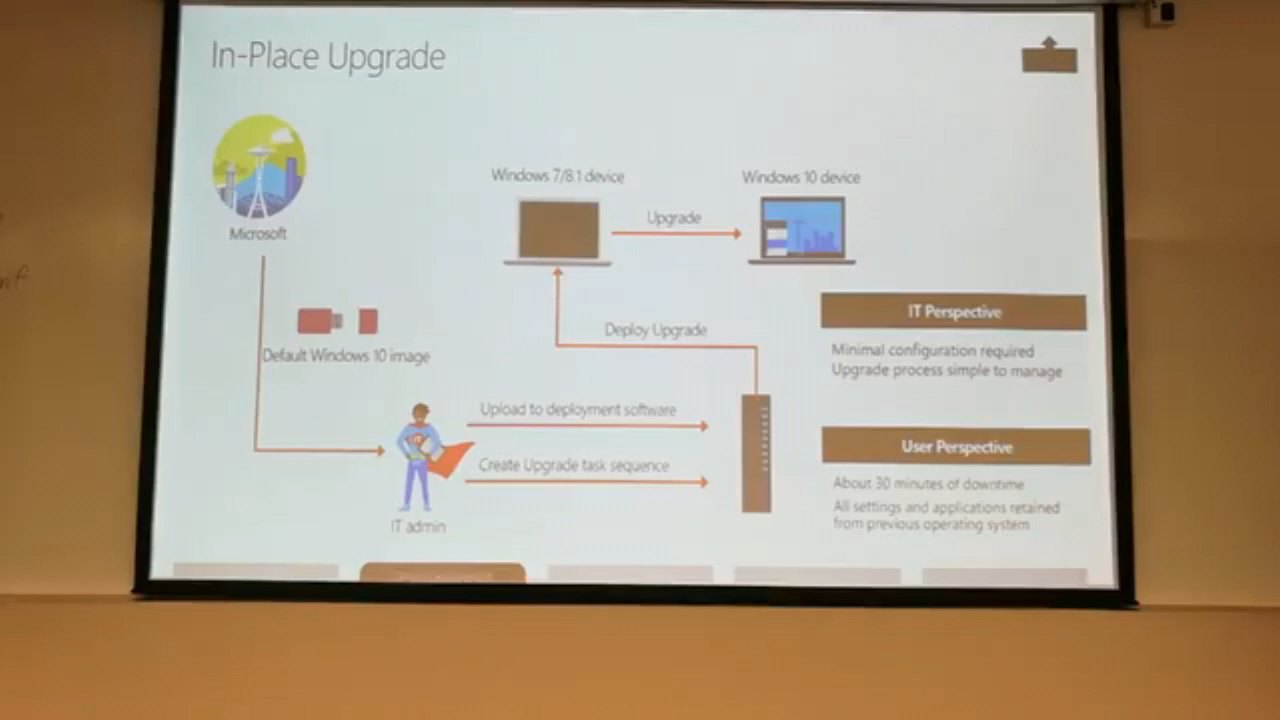 In-Place Upgrade
Microsoft
Windows 7/8.1 device
Upgrade
Windows 10 device
Default Windows 10 image
Deploy Upgrade
IT Perspective
Minimal configuration required
Upgrade process simple to manage
Upload to deployment software
Create Upgrade task sequence
IT admin
User Perspective
About 30 minutes of downtime
All settings and applications retained
from previous operating system